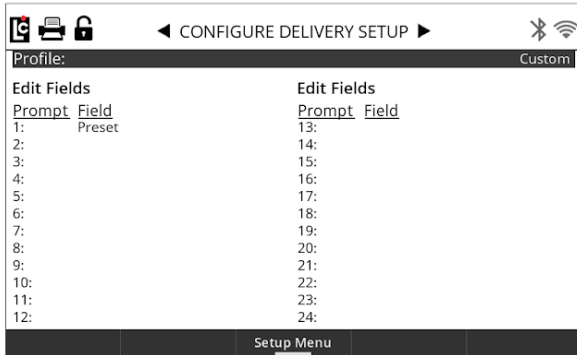 LC
◀ CONFIGURE DELIVERY SETUP ▶
Profile: Custom
Edit Fields
Prompt Field
1: Preset
2:
3:
4:
5:
6:
7:
8:
9:
10:
11:
12:
Edit Fields
Prompt Field
13:
14:
15:
16:
17:
18:
19:
20:
21:
22:
23:
24:
Setup Menu